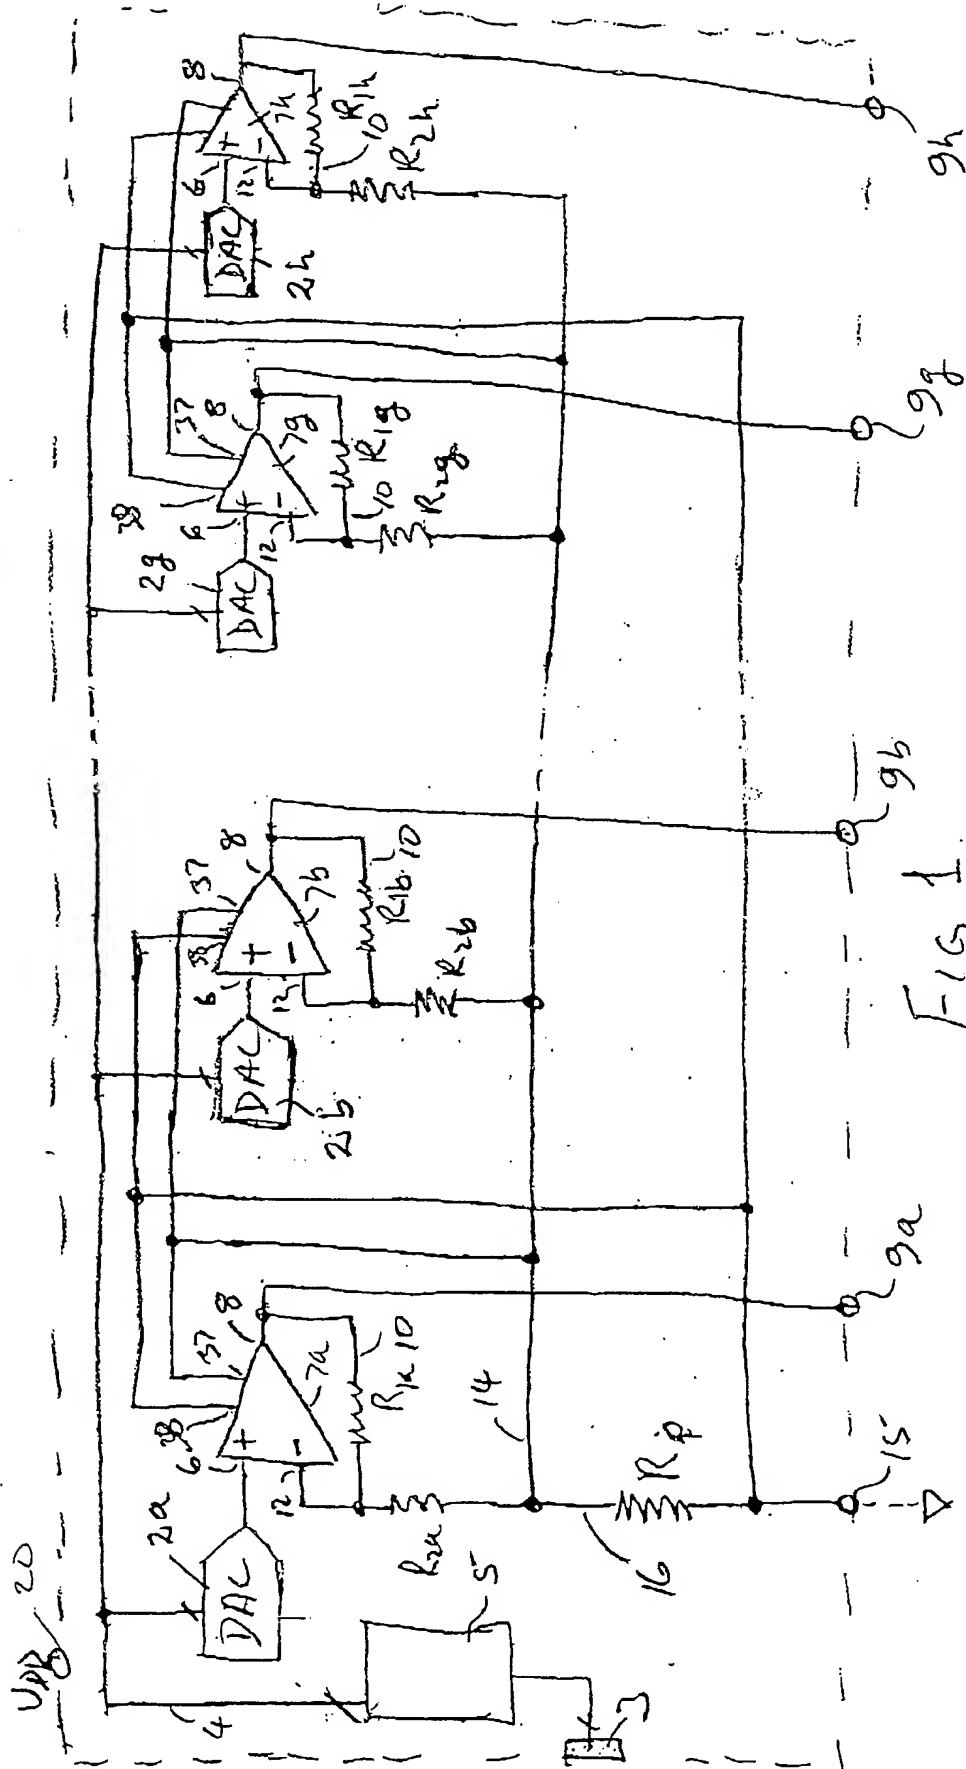 VDD 20
4
5
3
DAC
2a
6
38
37
8
+
-
7a
12
R1a 10
R2a
14
16
Rp
15
9a
DAC
2b
6
38
37
8
+
-
7b
12
R1b 10
R2b
9b
DAC
2g
6
38
37
8
+
-
7g
12
10 R1g
R2g
9g
DAC
2h
6
8
+
-
7h
12
10 R1h
R2h
9h
FIG 1